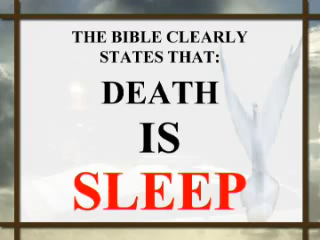 THE BIBLE CLEARLY
STATES THAT:
DEATH
IS
SLEEP